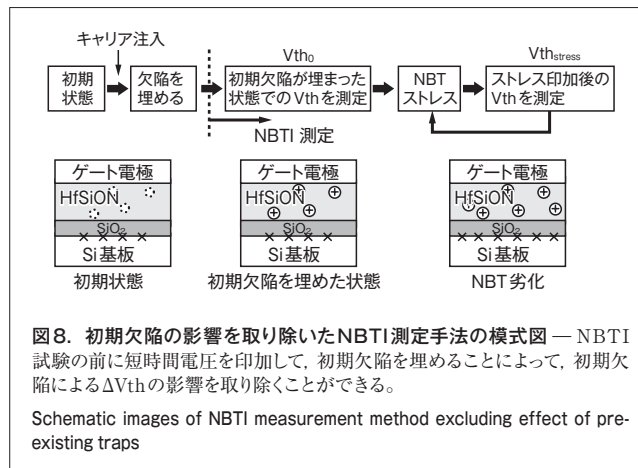 キャリア注入
Vth0
Vthstress
初期
状態
欠陥を
埋める
初期欠陥が埋まった
状態でのVthを測定
NBT
ストレス
ストレス印加後の
Vthを測定
NBTI 測定
ゲート電極
HfSiON
SiO2
Si基板
初期状態
ゲート電極
HfSiON
SiO2
Si基板
初期欠陥を埋めた状態
ゲート電極
HfSiON
SiO2
Si基板
NBT劣化
図8. 初期欠陥の影響を取り除いたNBTI測定手法の模式図 — NBTI
試験の前に短時間電圧を印加して, 初期欠陥を埋めることによって, 初期欠
陥によるΔVthの影響を取り除くことができる。
Schematic images of NBTI measurement method excluding effect of pre-
existing traps